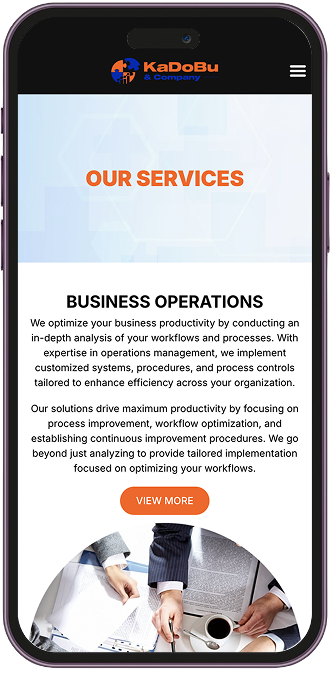 KaDoBu
& Company
OUR SERVICES
BUSINESS OPERATIONS
We optimize your business productivity by conducting an
in-depth analysis of your workflows and processes. With
expertise in operations management, we implement
customized systems, procedures, and process controls
tailored to enhance efficiency across your organization.
Our solutions drive maximum productivity by focusing on
process improvement, workflow optimization, and
establishing continuous improvement procedures. We go
beyond just analyzing to provide tailored implementation
focused on optimizing your workflows.
VIEW MORE